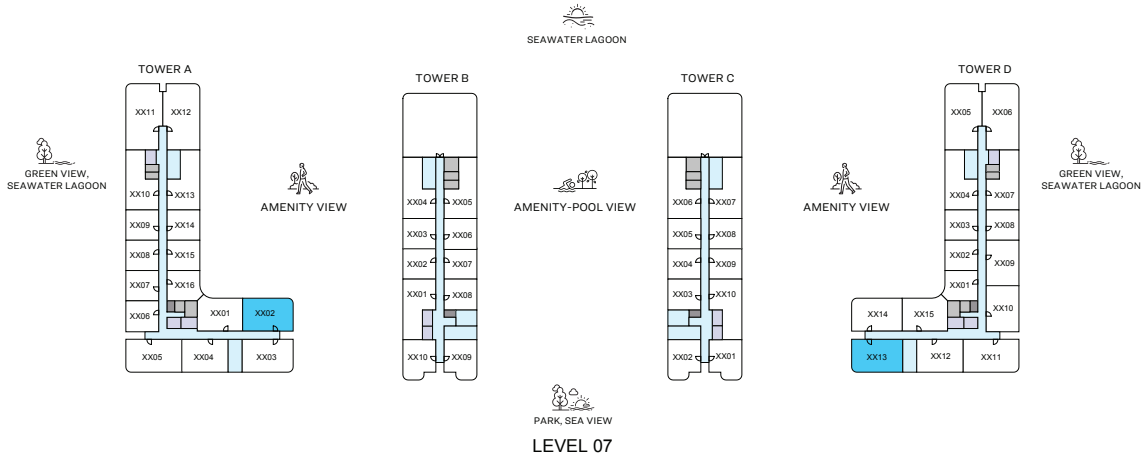 SEAWATER LAGOON
TOWER A
TOWER B
TOWER C
TOWER D
XX11 XX12
XX10 XX13
XX09 XX14
XX08 XX15
XX07 XX16
XX06 XX01 XX02
XX05 XX04 XX03
GREEN VIEW,
SEAWATER LAGOON
AMENITY VIEW
XX04 XX05
XX03 XX06
XX02 XX07
XX01 XX08
XX10 XX09
AMENITY-POOL VIEW
XX06 XX07
XX05 XX08
XX04 XX09
XX03 XX10
XX02 XX01
AMENITY VIEW
XX05 XX06
XX04 XX07
XX03 XX08
XX02 XX09
XX01 XX10
XX14 XX15
XX13 XX12 XX11
GREEN VIEW,
SEAWATER LAGOON
PARK, SEA VIEW
LEVEL 07